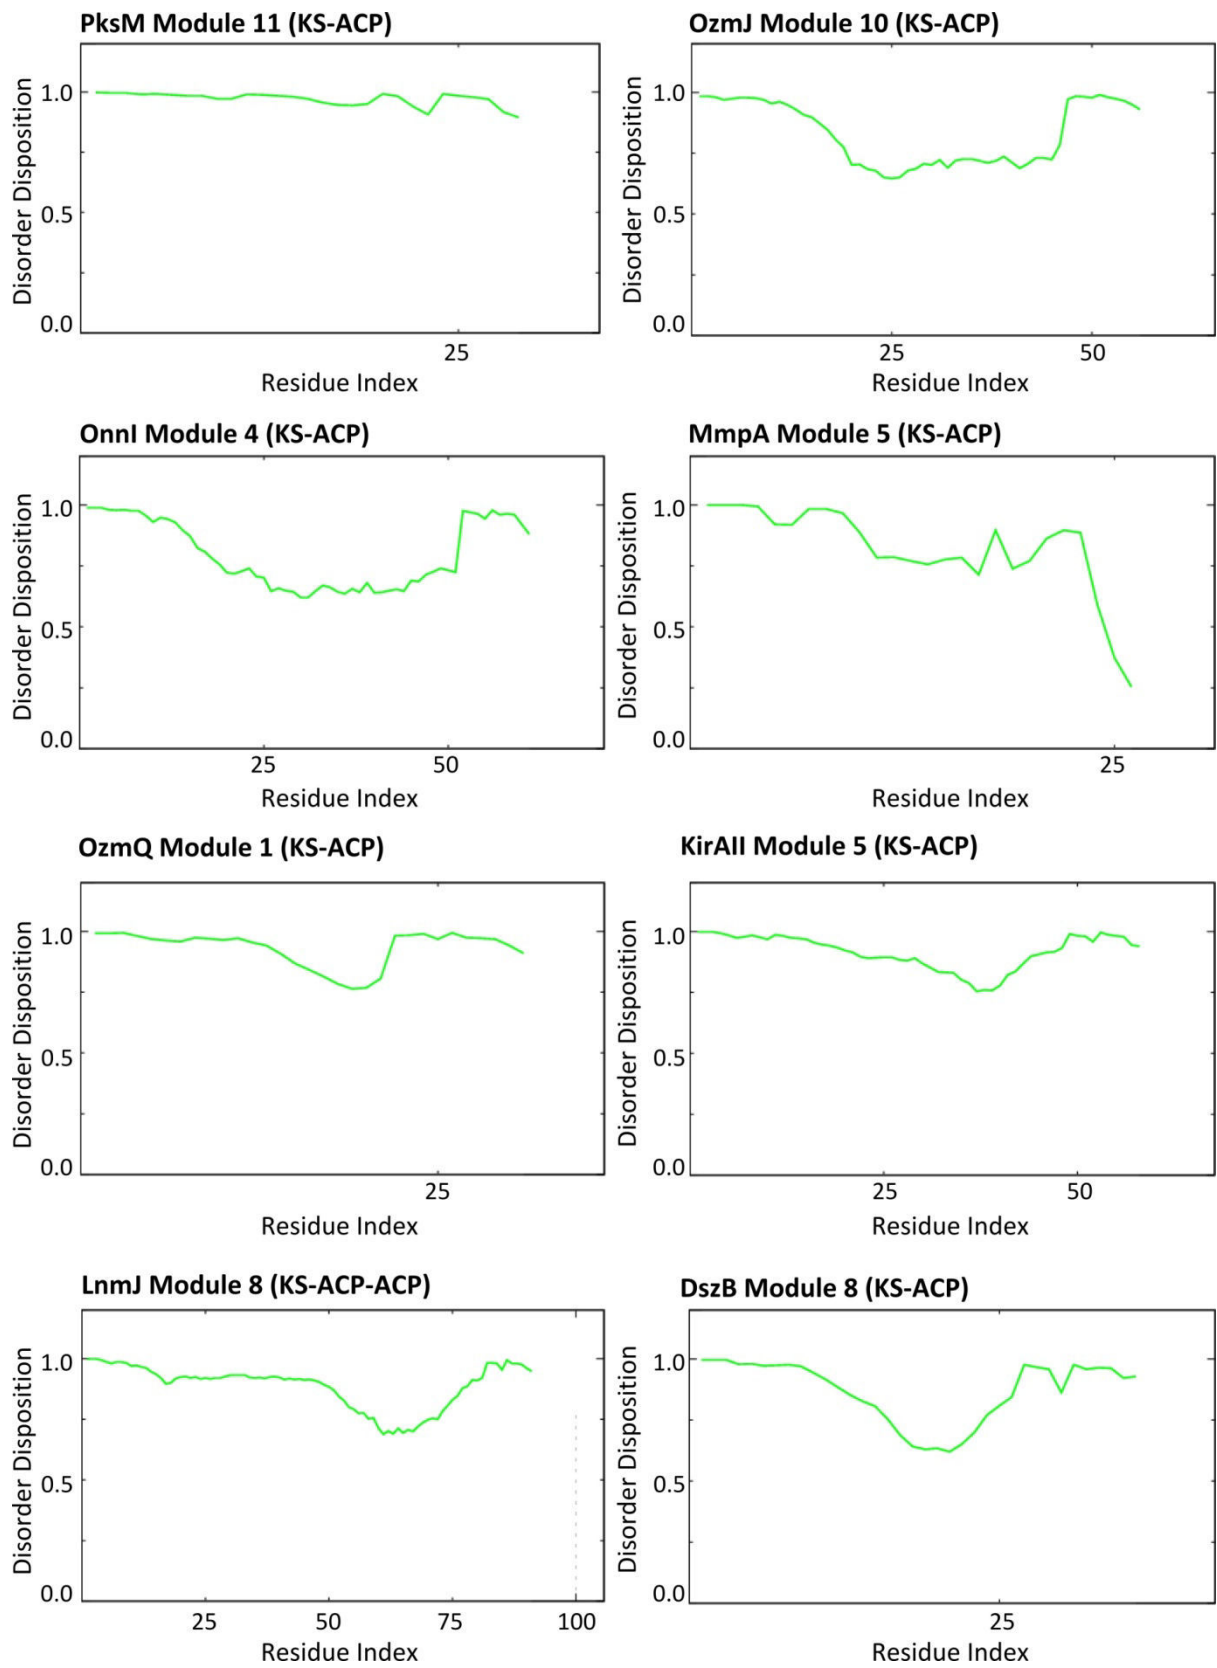 PksM Module 11 (KS-ACP)
Disorder Disposition
1.0
0.5
0.0
25
Residue Index
OzmJ Module 10 (KS-ACP)
Disorder Disposition
1.0
0.5
0.0
25 50
Residue Index
OnnI Module 4 (KS-ACP)
Disorder Disposition
1.0
0.5
0.0
25 50
Residue Index
MmpA Module 5 (KS-ACP)
Disorder Disposition
1.0
0.5
0.0
25
Residue Index
OzmQ Module 1 (KS-ACP)
Disorder Disposition
1.0
0.5
0.0
25
Residue Index
KirAII Module 5 (KS-ACP)
Disorder Disposition
1.0
0.5
0.0
25 50
Residue Index
LnmJ Module 8 (KS-ACP-ACP)
Disorder Disposition
1.0
0.5
0.0
25 50 75 100
Residue Index
DszB Module 8 (KS-ACP)
Disorder Disposition
1.0
0.5
0.0
25
Residue Index